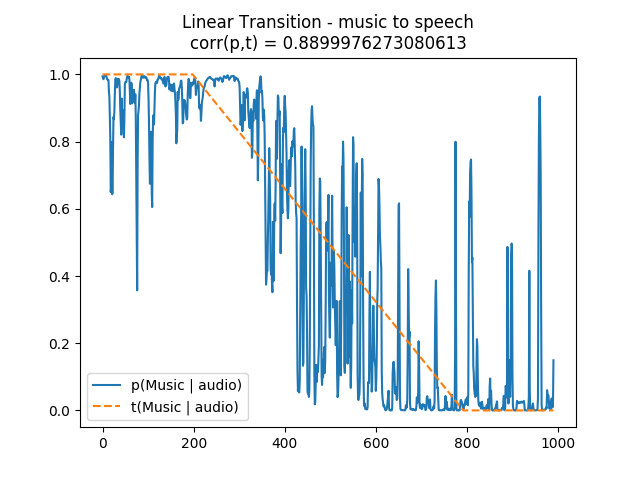 Linear Transition - music to speech
corr(p,t) = 0.8899976273080613
1.0
0.8
0.6
0.4
0.2
0.0
p(Music | audio)
t(Music | audio)
0 200 400 600 800 1000